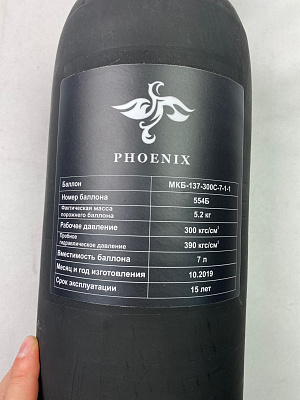 PHOENIX
Баллон МКБ-137-300С-7-1-1
Номер баллона 554Б
Фактическая масса
порожнего баллона 5.2 кг
Рабочее давление 300 кгс/см²
Пробное
гидравлическое давление 390 кгс/см²
Вместимость баллона 7 л
Месяц и год изготовления 10.2019
Срок эксплуатации 15 лет